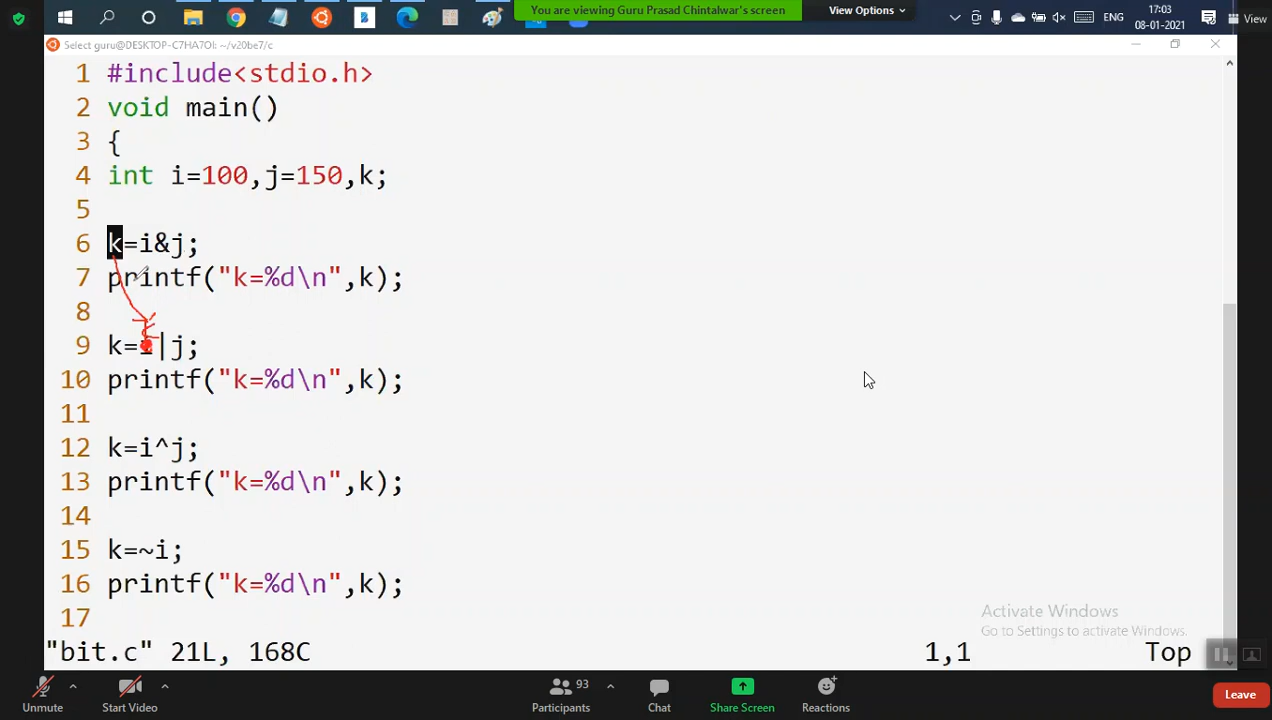 You are viewing Guru Prasad Chintalwar's screen
View Options
ENG
17:03
08-01-2021
View
Select guru@DESKTOP-C7HA7OI: ~/v20be7/c
1 #include<stdio.h>
2 void main()
3 {
4 int i=100,j=150,k;
5
6 k=i&j;
7 printf("k=%d\n",k);
8
9 k=i|j;
10 printf("k=%d\n",k);
11
12 k=i^j;
13 printf("k=%d\n",k);
14
15 k=~i;
16 printf("k=%d\n",k);
17
Activate Windows
Go to Settings to activate Windows.
"bit.c" 21L, 168C 1,1 Top
Unmute
Start Video
93
Participants
Chat
Share Screen
Reactions
Leave